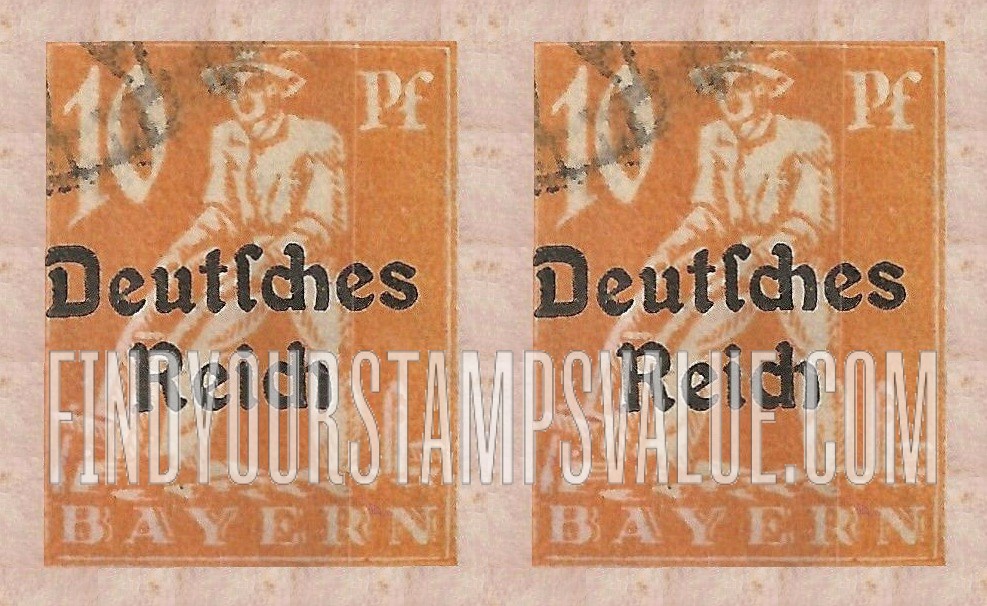 10 Pf 10 Pf
Deutſches Deutſches
Reich Reich
FINDYOURSTAMPSVALUE.COM
BAYERN BAYERN